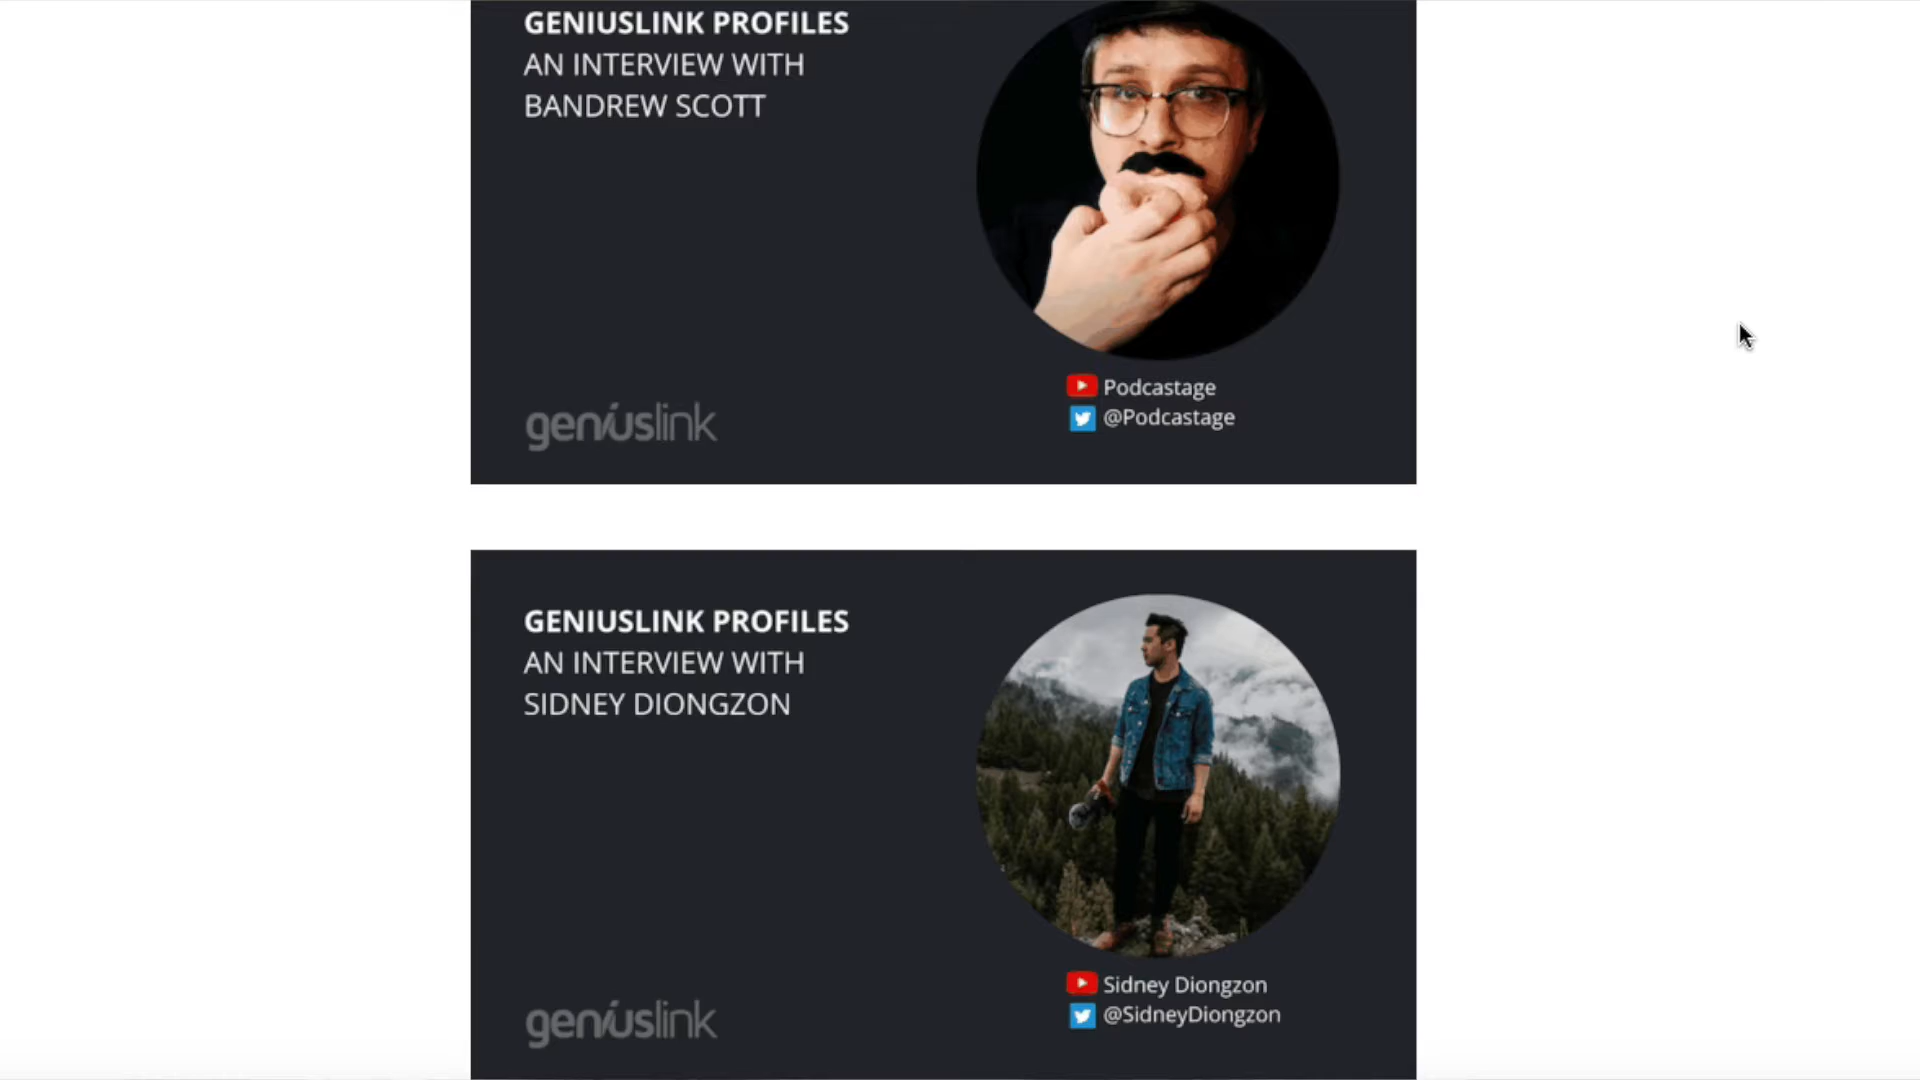 GENIUSLINK PROFILES
AN INTERVIEW WITH
BANDREW SCOTT
Podcastage
@Podcastage
geniuslink
GENIUSLINK PROFILES
AN INTERVIEW WITH
SIDNEY DIONGZON
Sidney Diongzon
@SidneyDiongzon
geniuslink